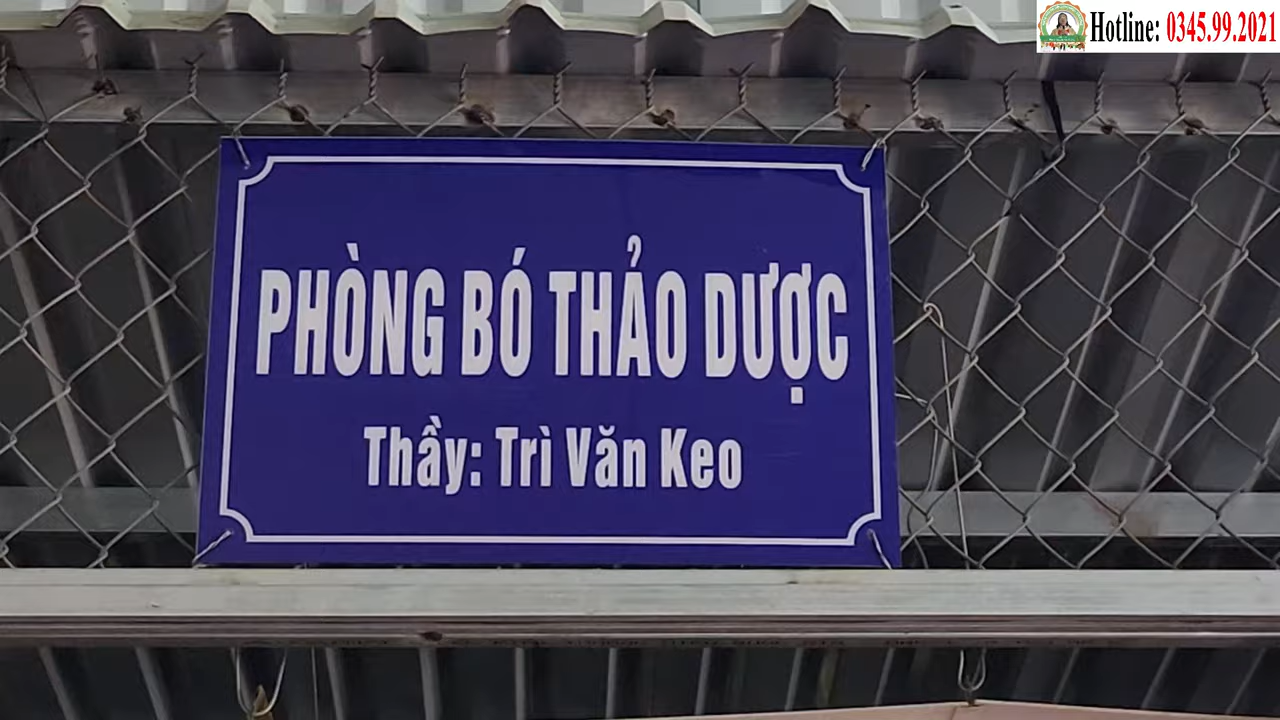 Hotline: 0345.99.2021
PHÒNG BÓ THẢO DƯỢC
Thầy: Trì Văn Keo